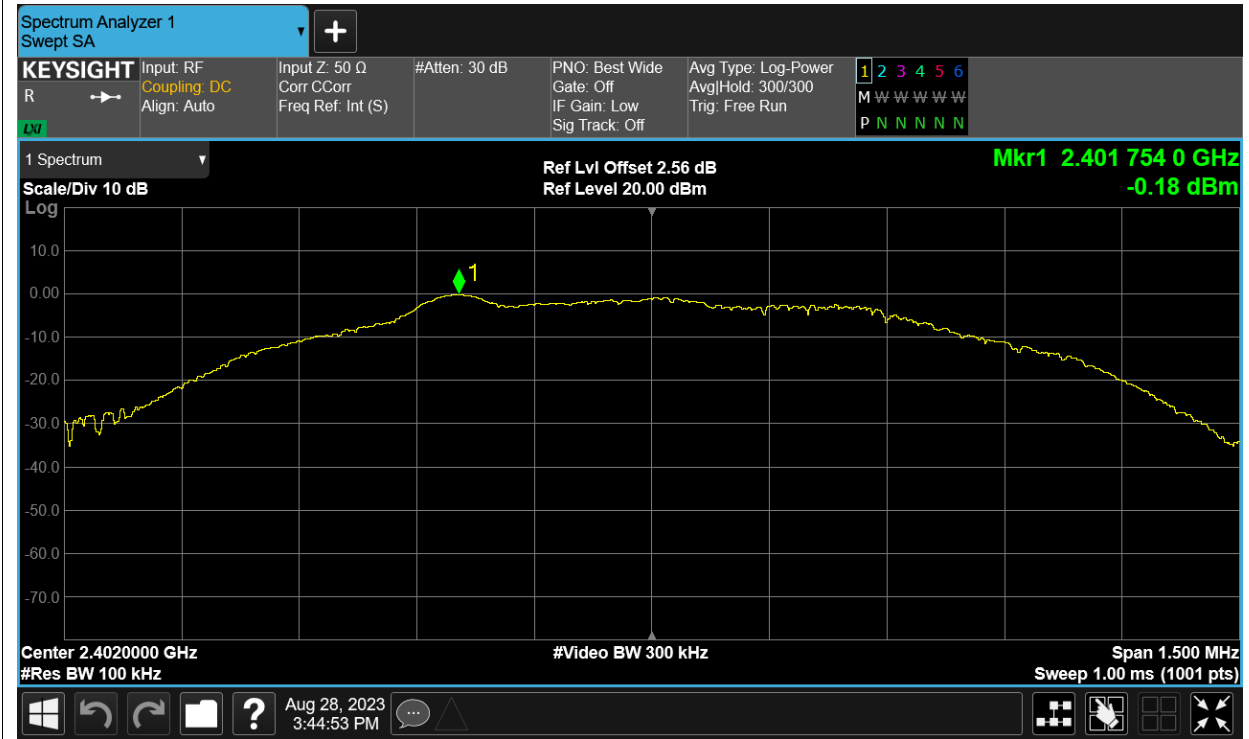 Spectrum Analyzer 1
Swept SA
KEYSIGHT
R
LXI
Input: RF
Coupling: DC
Align: Auto
Input Z: 50 Ω
Corr CCorr
Freq Ref: Int (S)
#Atten: 30 dB
PNO: Best Wide
Gate: Off
IF Gain: Low
Sig Track: Off
Avg Type: Log-Power
Avg|Hold: 300/300
Trig: Free Run
1 2 3 4 5 6
M W W W W W
P N N N N N
1 Spectrum
Scale/Div 10 dB
Ref Lvl Offset 2.56 dB
Ref Level 20.00 dBm
Mkr1 2.401 754 0 GHz
-0.18 dBm
Log
10.0
1
0.00
-10.0
-20.0
-30.0
-40.0
-50.0
-60.0
-70.0
Center 2.4020000 GHz
#Video BW 300 kHz
Span 1.500 MHz
#Res BW 100 kHz
Sweep 1.00 ms (1001 pts)
?
Aug 28, 2023
3:44:53 PM